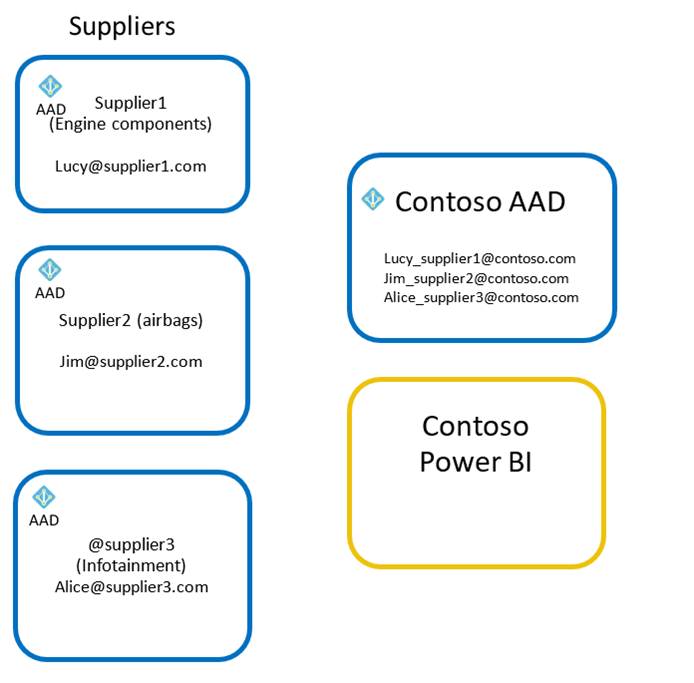 Suppliers
AAD
Supplier1
(Engine components)
Lucy@supplier1.com
AAD
Supplier2 (airbags)
Jim@supplier2.com
AAD
@supplier3
(Infotainment)
Alice@supplier3.com
Contoso AAD
Lucy_supplier1@contoso.com
Jim_supplier2@contoso.com
Alice_supplier3@contoso.com
Contoso
Power BI